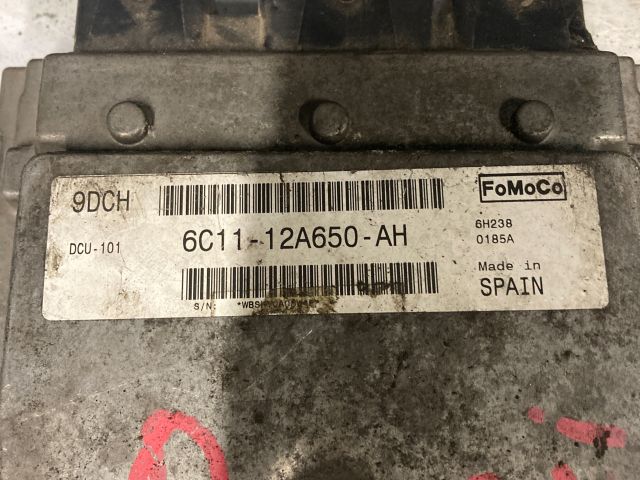 9DCH
FoMoCo
DCU-101
6C11-12A650-AH
6H238
0185A
Made in
SPAIN
S/N: